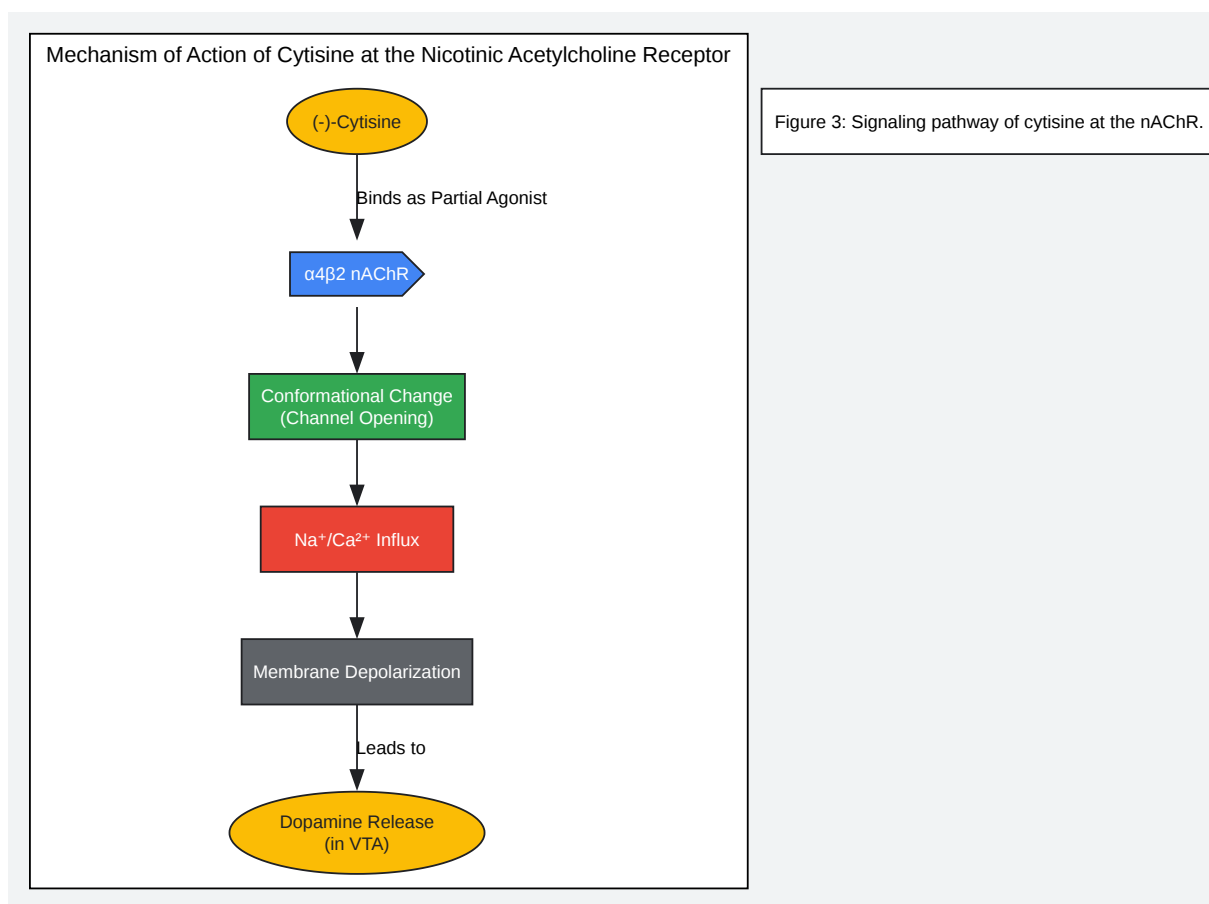 Mechanism of Action of Cytisine at the Nicotinic Acetylcholine Receptor
(-)-Cytisine
Figure 3: Signaling pathway of cytisine at the nAChR.
Binds as Partial Agonist
α4β2 nAChR
Conformational Change
(Channel Opening)
Na⁺/Ca²⁺ Influx
Membrane Depolarization
Leads to
Dopamine Release
(in VTA)